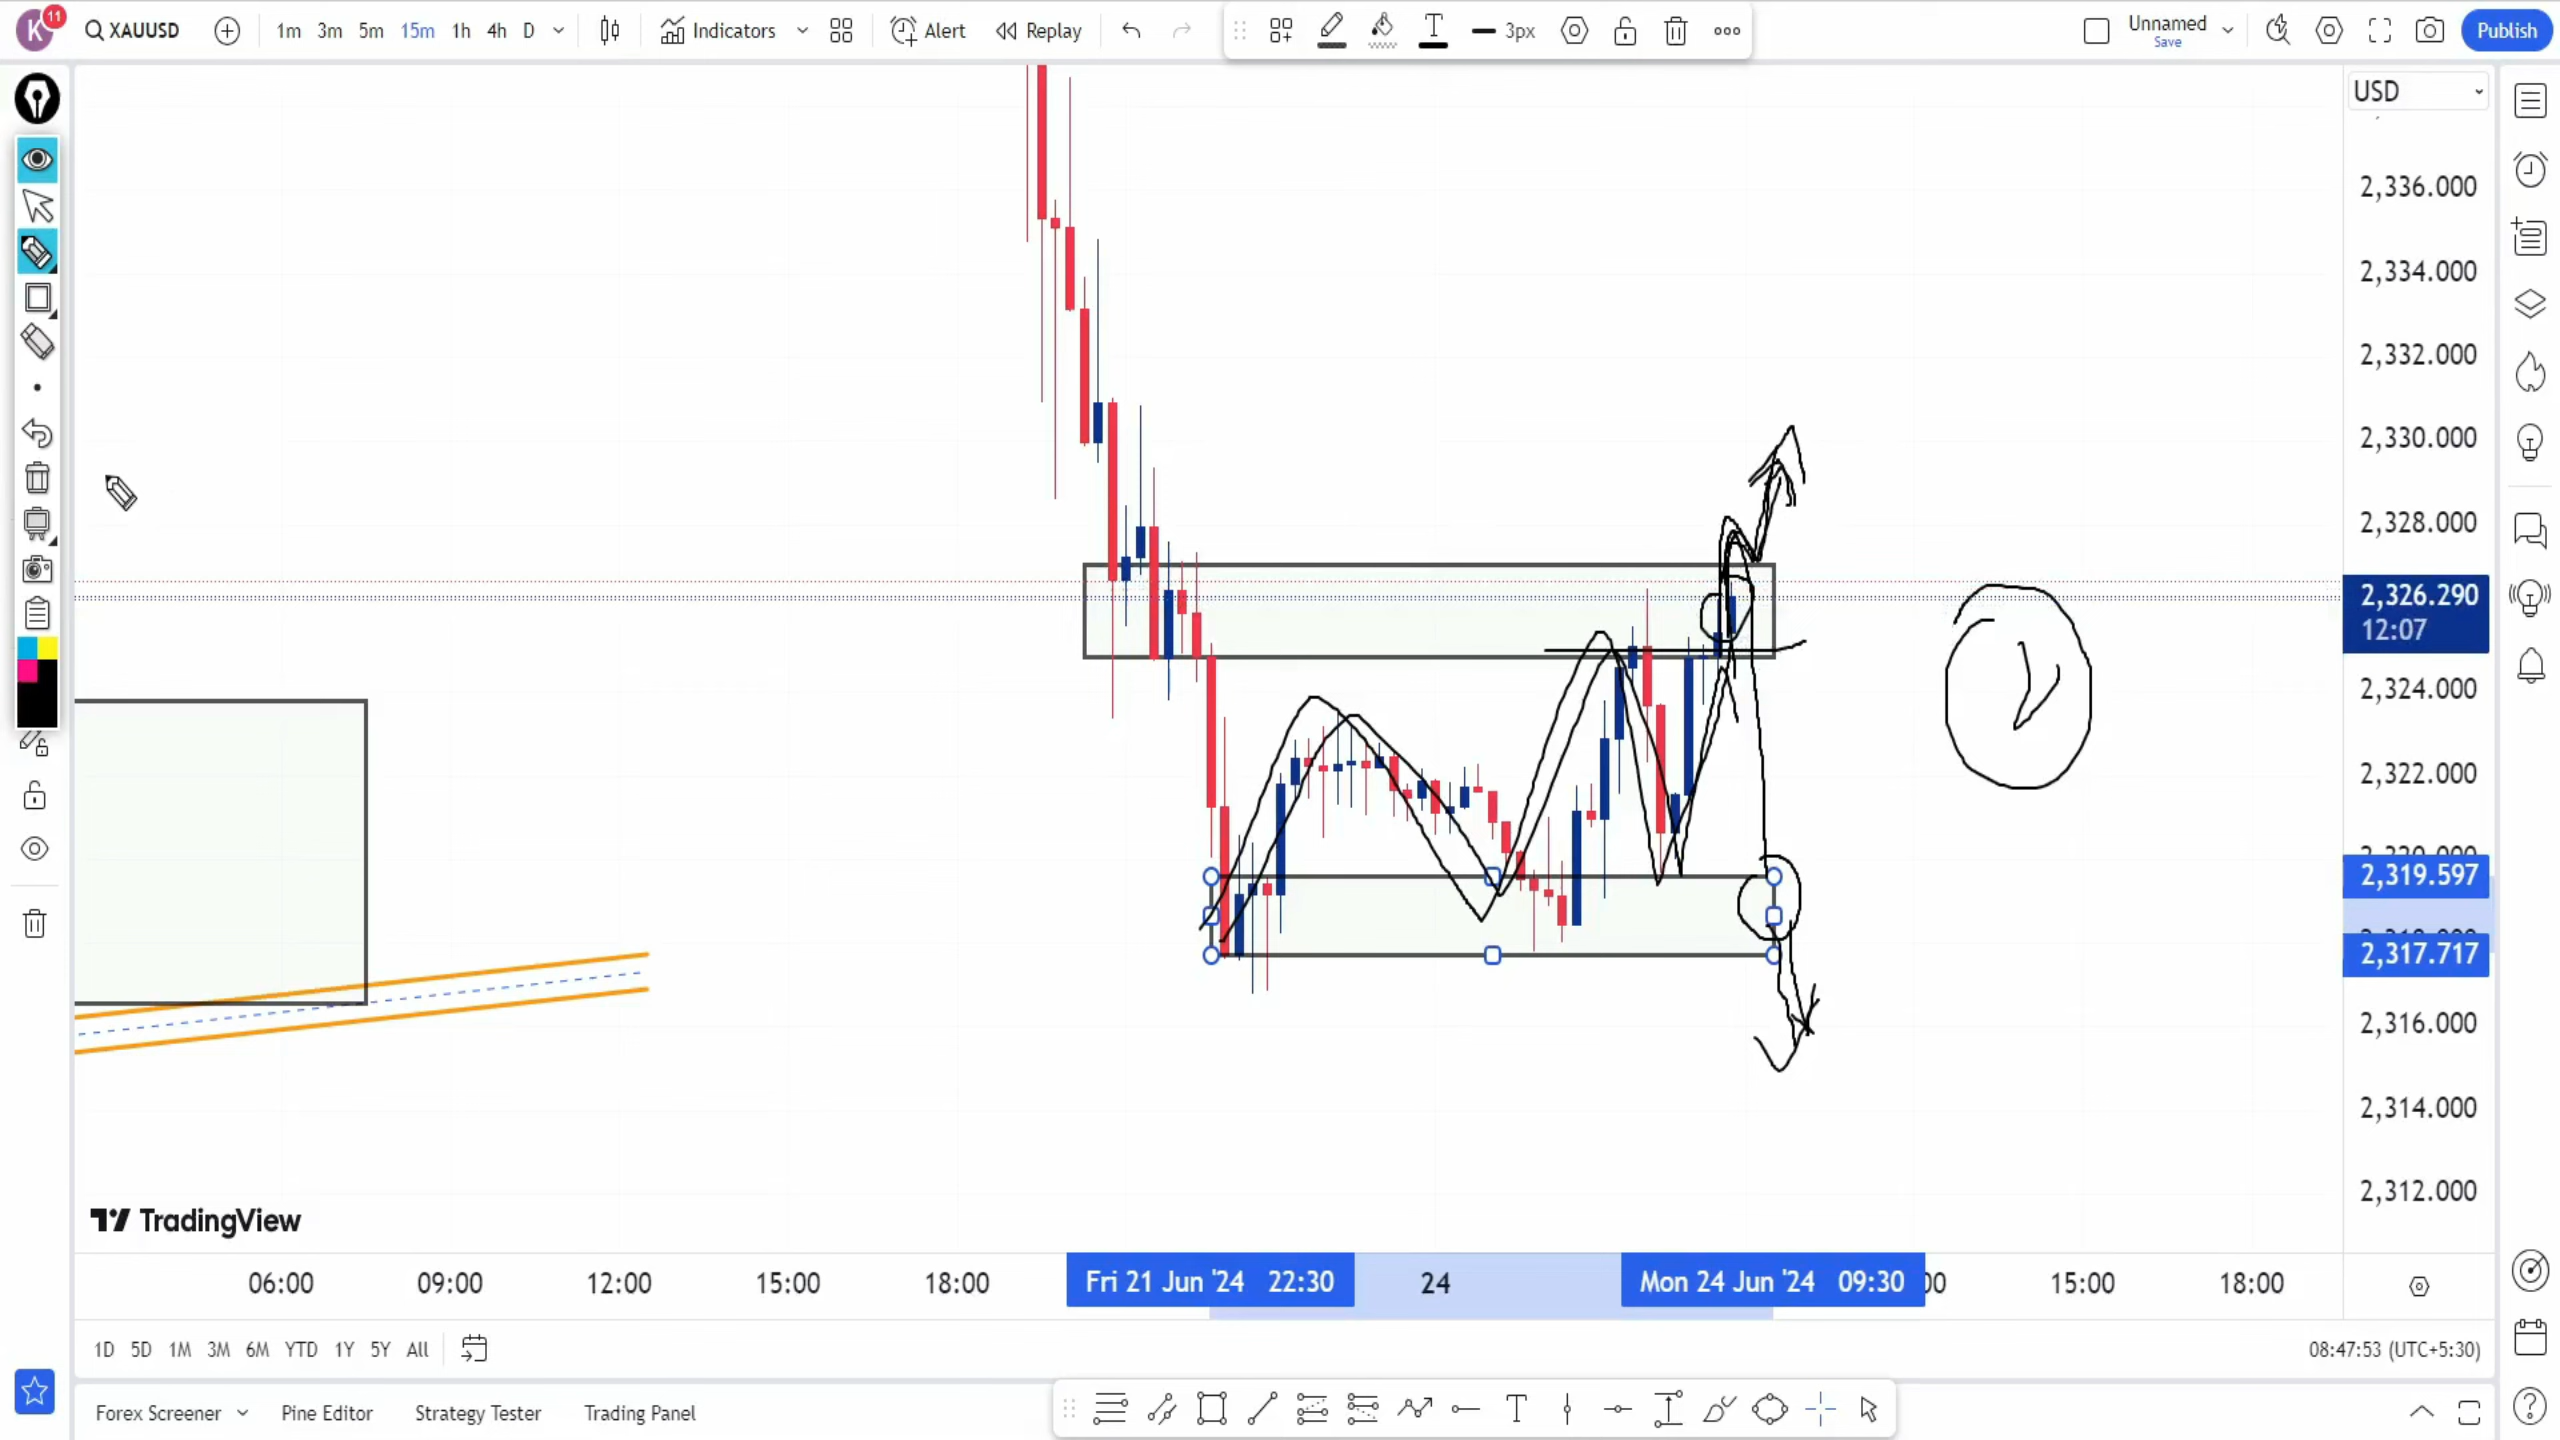 K 11 XAUUSD 1m 3m 5m 15m 1h 4h D Indicators Alert Replay T 3px Unnamed Save Publish
USD
2,336.000
2,334.000
2,332.000
2,330.000
2,328.000
2,326.290
12:07
2,324.000
2,322.000
2,319.597
2,317.717
2,316.000
2,314.000
2,312.000
TradingView
06:00 09:00 12:00 15:00 18:00 Fri 21 Jun '24 22:30 24 Mon 24 Jun '24 09:30 15:00 18:00
1D 5D 1M 3M 6M YTD 1Y 5Y All 08:47:53 (UTC+5:30)
Forex Screener Pine Editor Strategy Tester Trading Panel T